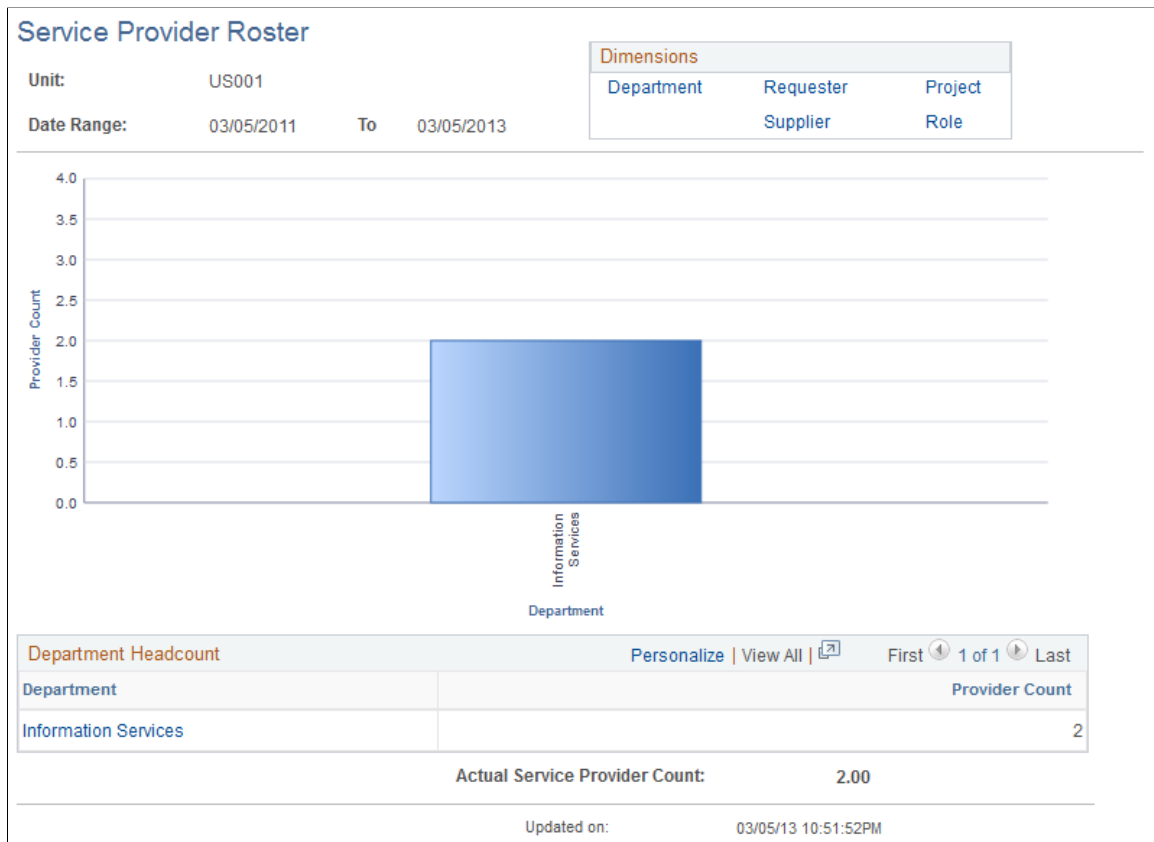 Service Provider Roster
Unit: US001
Date Range: 03/05/2011 To 03/05/2013
Dimensions
Department Requester Project
Supplier Role
4.0
3.5
3.0
2.5
2.0
1.5
1.0
0.5
0.0
Provider Count
Information
Services
Department
Department Headcount Personalize | View All | First 1 of 1 Last
Department Provider Count
Information Services 2
Actual Service Provider Count: 2.00
Updated on: 03/05/13 10:51:52PM